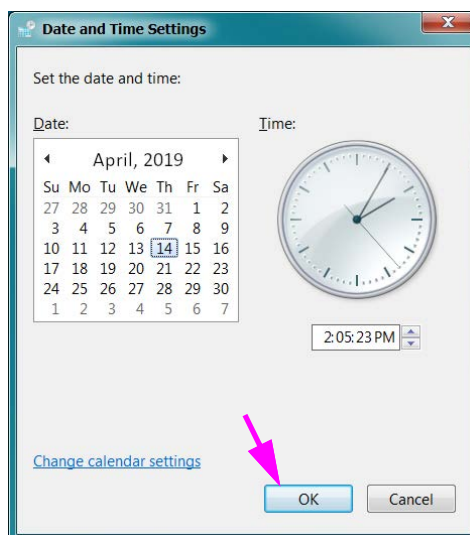 Date and Time Settings
Set the date and time:
Date: Time:
April, 2019
Su Mo Tu We Th Fr Sa
27 28 29 30 31 1 2
3 4 5 6 7 8 9
10 11 12 13 14 15 16
17 18 19 20 21 22 23
24 25 26 27 28 29 30
1 2 3 4 5 6 7
2:05:23 PM
Change calendar settings
OK Cancel